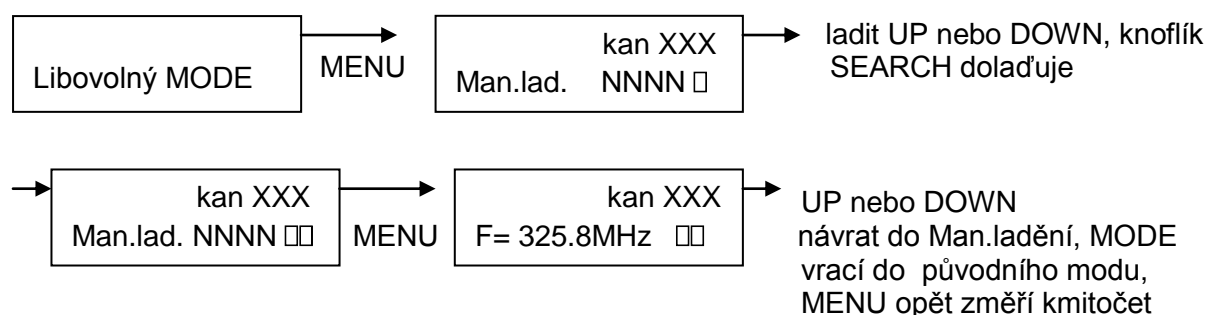 Libovolný MODE
MENU
kan XXX
Man.lad. NNNN
ladit UP nebo DOWN, knoflík
SEARCH dolaďuje
kan XXX
Man.lad. NNNN
MENU
kan XXX
F= 325.8MHz
UP nebo DOWN
návrat do Man.ladění, MODE
vrací do původního modu,
MENU opět změří kmitočet